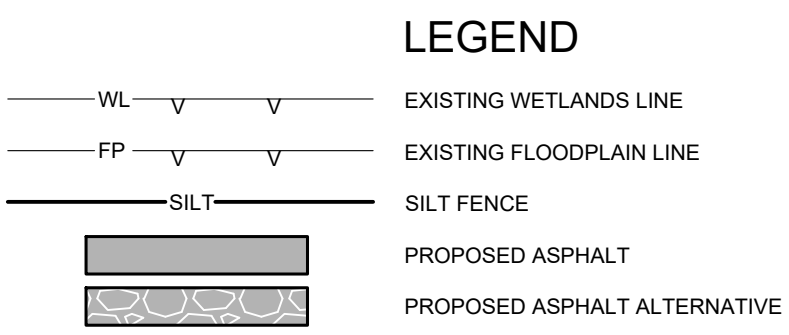 LEGEND
WL V V EXISTING WETLANDS LINE
FP V V EXISTING FLOODPLAIN LINE
SILT SILT FENCE
PROPOSED ASPHALT
PROPOSED ASPHALT ALTERNATIVE